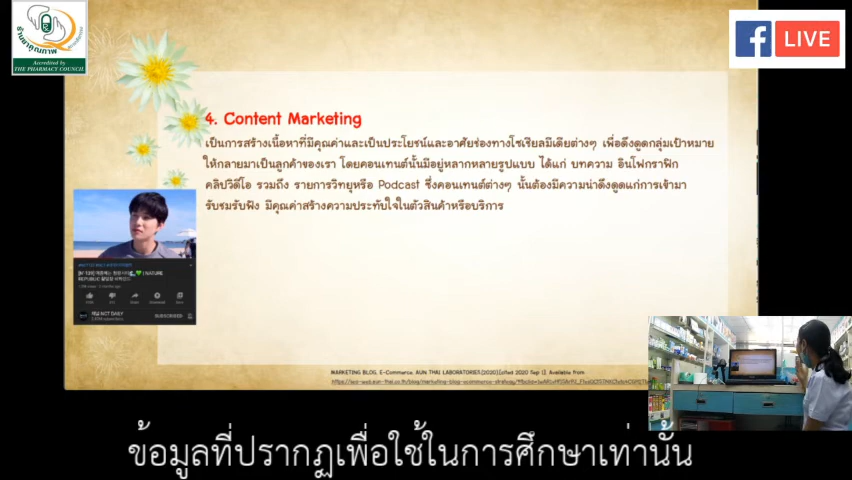 ร้านยาคุณภาพ
Accredited by
THE PHARMACY COUNCIL
LIVE
4. Content Marketing
เป็นการสร้างเนื้อหาที่มีคุณค่าและเป็นประโยชน์และอาศัยช่องทางโซเชียลมีเดียต่างๆ เพื่อดึงดูดกลุ่มเป้าหมาย
ให้กลายมาเป็นลูกค้าของเรา โดยคอนเทนต์นั้นมีอยู่หลากหลายรูปแบบ ได้แก่ บทความ อินโฟกราฟิก
คลิปวิดีโอ รวมถึง รายการวิทยุหรือ Podcast ซึ่งคอนเทนต์ต่างๆ นั้นต้องมีความน่าดึงดูดแก่การเข้ามา
รับชมรับฟัง มีคุณค่าสร้างความประทับใจในตัวสินค้าหรือบริการ
NATURE
REPUBLIC
NCT DAILY
SUBSCRIBED
MARKETING BLOG. E-Commerce. AUN THAI LABORATORIES.(2020).[cited 2020 Sep 1]. Available from:
ข้อมูลที่ปรากฏเพื่อใช้ในการศึกษาเท่านั้น